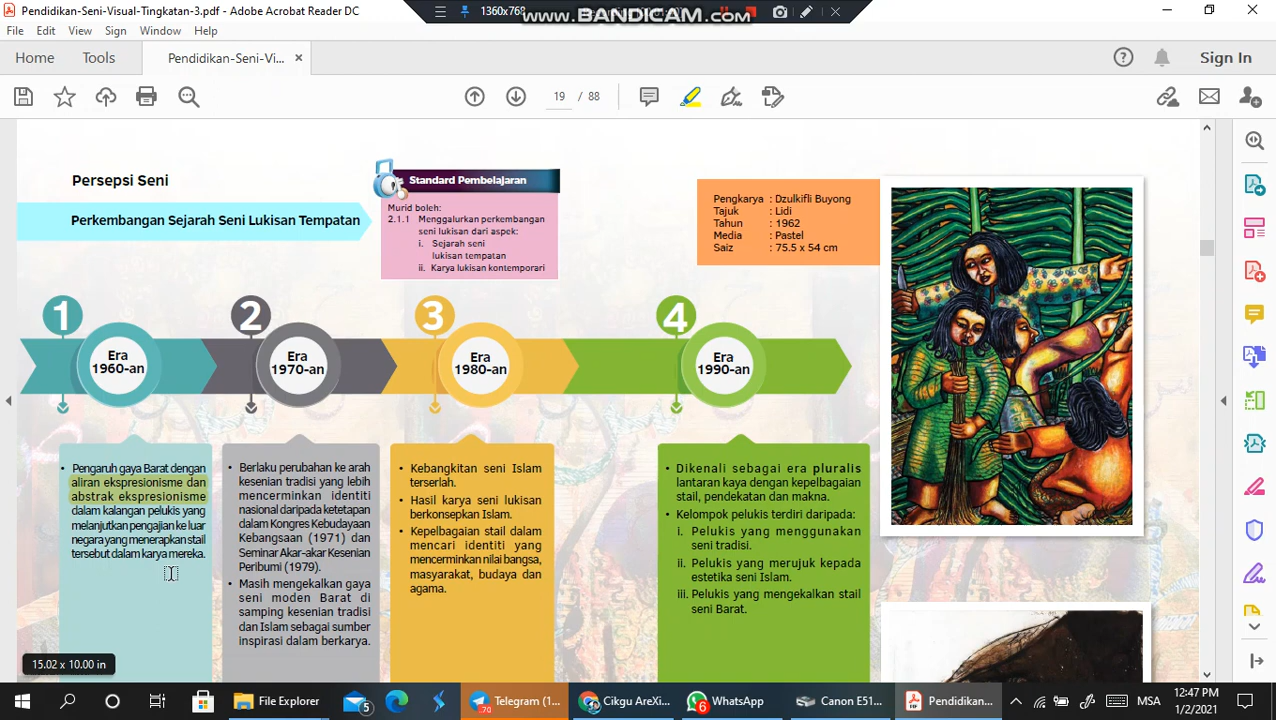 Pendidikan-Seni-Visual-Tingkatan-3.pdf - Adobe Acrobat Reader DC
1360x768
www.BANDICAM.com
File Edit View Sign Window Help
Home Tools Pendidikan-Seni-Vi... ×
Sign In
19 / 88
Persepsi Seni
Perkembangan Sejarah Seni Lukisan Tempatan
Standard Pembelajaran
Murid boleh:
2.1.1 Menggalurkan perkembangan
seni lukisan dari aspek:
i. Sejarah seni
lukisan tempatan
ii. Karya lukisan kontemporari
Pengkarya : Dzulkifli Buyong
Tajuk : Lidi
Tahun : 1962
Media : Pastel
Saiz : 75.5 x 54 cm
1
Era
1960-an
2
Era
1970-an
3
Era
1980-an
4
Era
1990-an
• Pengaruh gaya Barat dengan
aliran ekspresionisme dan
abstrak ekspresionisme
dalam kalangan pelukis yang
melanjutkan pengajian ke luar
negara yang menerapkan stail
tersebut dalam karya mereka.
• Berlaku perubahan ke arah
kesenian tradisi yang lebih
mencerminkan identiti
nasional daripada ketetapan
dalam Kongres Kebudayaan
Kebangsaan (1971) dan
Seminar Akar-akar Kesenian
Peribumi (1979).
• Masih mengekalkan gaya
seni moden Barat di
samping kesenian tradisi
dan Islam sebagai sumber
inspirasi dalam berkarya.
• Kebangkitan seni Islam
terserlah.
• Hasil karya seni lukisan
berkonsepkan Islam.
• Kepelbagaian stail dalam
mencari identiti yang
mencerminkan nilai bangsa,
masyarakat, budaya dan
agama.
• Dikenali sebagai era pluralis
lantaran kaya dengan kepelbagaian
stail, pendekatan dan makna.
• Kelompok pelukis terdiri daripada:
i. Pelukis yang menggunakan
seni tradisi.
ii. Pelukis yang merujuk kepada
estetika seni Islam.
iii. Pelukis yang mengekalkan stail
seni Barat.
15.02 x 10.00 in
File Explorer
5
Telegram (1...
70
Cikgu AreXi...
WhatsApp
6
Canon E51...
Pendidikan...
MSA
12:47 PM
1/2/2021